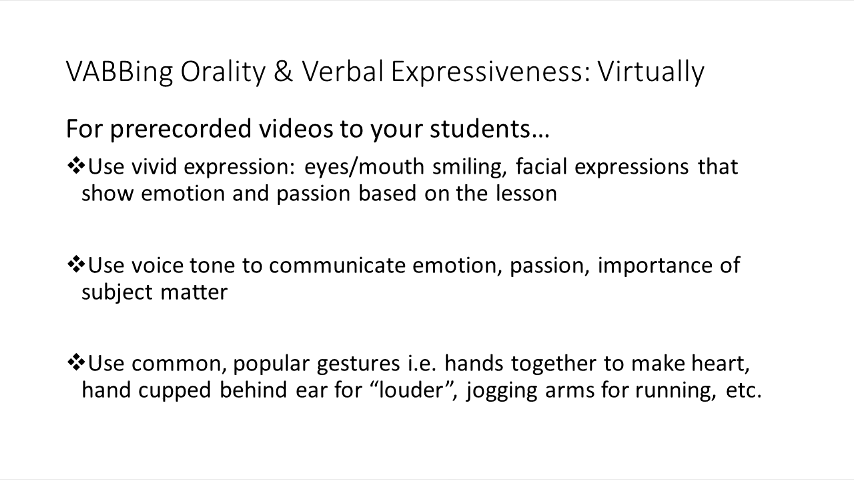 VABBing Orality & Verbal Expressiveness: Virtually
For prerecorded videos to your students...
❖Use vivid expression: eyes/mouth smiling, facial expressions that
show emotion and passion based on the lesson
❖Use voice tone to communicate emotion, passion, importance of
subject matter
❖Use common, popular gestures i.e. hands together to make heart,
hand cupped behind ear for “louder”, jogging arms for running, etc.